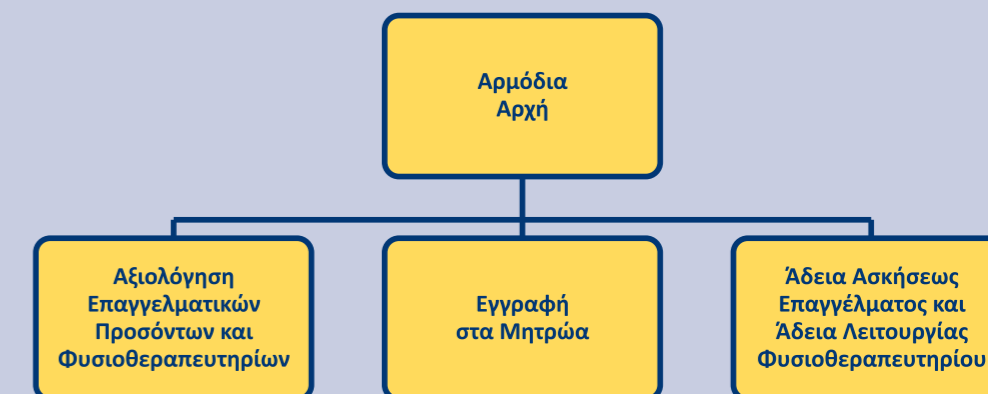 Αρμόδια
Αρχή
Αξιολόγηση
Επαγγελματικών
Προσόντων και
Φυσιοθεραπευτηρίων
Εγγραφή
στα Μητρώα
Άδεια Ασκήσεως
Επαγγέλματος και
Άδεια Λειτουργίας
Φυσιοθεραπευτηρίου